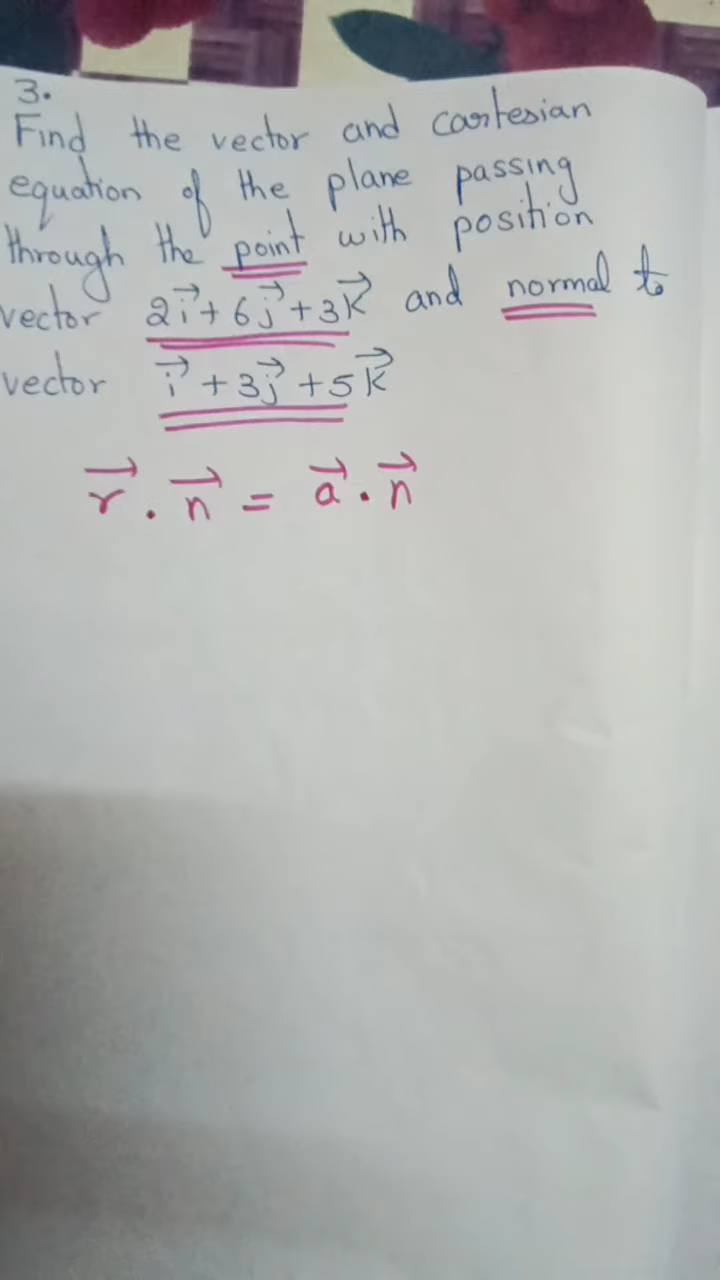 3.
Find the vector and cartesian
equation of the plane passing
through the point with position
vector 2i⃗ + 6j⃗ + 3k⃗ and normal to
vector i⃗ + 3j⃗ + 5k⃗
r⃗ . n⃗ = a⃗ . n⃗